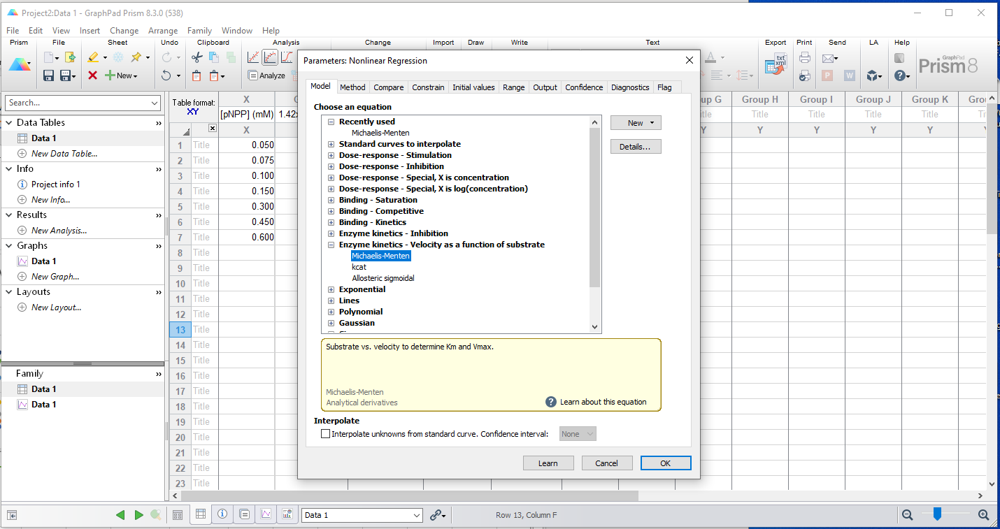 Project2:Data 1 - GraphPad Prism 8.3.0 (538)
File Edit View Insert Change Arrange Family Window Help
Prism File Sheet Undo Clipboard Analysis Change Import Draw Write Text Export Print Send LA Help
New
Analyze
txt
xml
GraphPad
Prism 8
Search...
Data Tables »
Data 1
New Data Table...
Info »
Project info 1
New Info...
Results »
New Analysis...
Graphs »
Data 1
New Graph...
Layouts »
New Layout...
Family »
Data 1
Data 1
Table format:
XY
X
[pNPP] (mM) 1.42
X
Group H Group I Group J Group K
Title Title Title Title
Y Y Y Y Y
1 Title 0.050
2 Title 0.075
3 Title 0.100
4 Title 0.150
5 Title 0.300
6 Title 0.450
7 Title 0.600
8 Title
9 Title
10 Title
11 Title
12 Title
13 Title
14 Title
15 Title
16 Title
17 Title
18 Title
19 Title
20 Title
21 Title
22 Title
23 Title
Parameters: Nonlinear Regression
Model Method Compare Constrain Initial values Range Output Confidence Diagnostics Flag
Choose an equation
Recently used
Michaelis-Menten
Standard curves to interpolate
Dose-response - Stimulation
Dose-response - Inhibition
Dose-response - Special, X is concentration
Dose-response - Special, X is log(concentration)
Binding - Saturation
Binding - Competitive
Binding - Kinetics
Enzyme kinetics - Inhibition
Enzyme kinetics - Velocity as a function of substrate
Michaelis-Menten
kcat
Allosteric sigmoidal
Exponential
Lines
Polynomial
Gaussian
New
Details...
Substrate vs. velocity to determine Km and Vmax.
Michaelis-Menten
Analytical derivatives
Learn about this equation
Interpolate
Interpolate unknowns from standard curve. Confidence interval: None
Learn Cancel OK
Data 1
Row 13, Column F